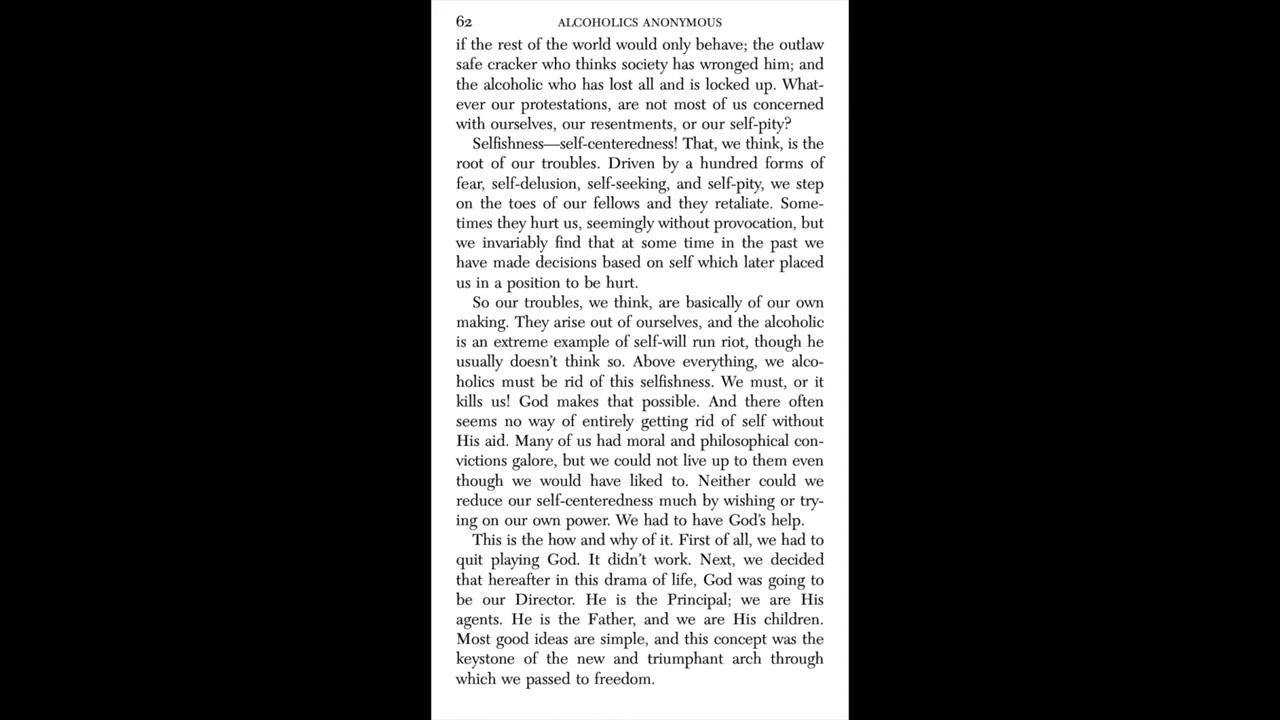 62 ALCOHOLICS ANONYMOUS
if the rest of the world would only behave; the outlaw
safe cracker who thinks society has wronged him; and
the alcoholic who has lost all and is locked up. What-
ever our protestations, are not most of us concerned
with ourselves, our resentments, or our self-pity?
Selfishness—self-centeredness! That, we think, is the
root of our troubles. Driven by a hundred forms of
fear, self-delusion, self-seeking, and self-pity, we step
on the toes of our fellows and they retaliate. Some-
times they hurt us, seemingly without provocation, but
we invariably find that at some time in the past we
have made decisions based on self which later placed
us in a position to be hurt.
So our troubles, we think, are basically of our own
making. They arise out of ourselves, and the alcoholic
is an extreme example of self-will run riot, though he
usually doesn't think so. Above everything, we alco-
holics must be rid of this selfishness. We must, or it
kills us! God makes that possible. And there often
seems no way of entirely getting rid of self without
His aid. Many of us had moral and philosophical con-
victions galore, but we could not live up to them even
though we would have liked to. Neither could we
reduce our self-centeredness much by wishing or try-
ing on our own power. We had to have God's help.
This is the how and why of it. First of all, we had to
quit playing God. It didn't work. Next, we decided
that hereafter in this drama of life, God was going to
be our Director. He is the Principal; we are His
agents. He is the Father, and we are His children.
Most good ideas are simple, and this concept was the
keystone of the new and triumphant arch through
which we passed to freedom.